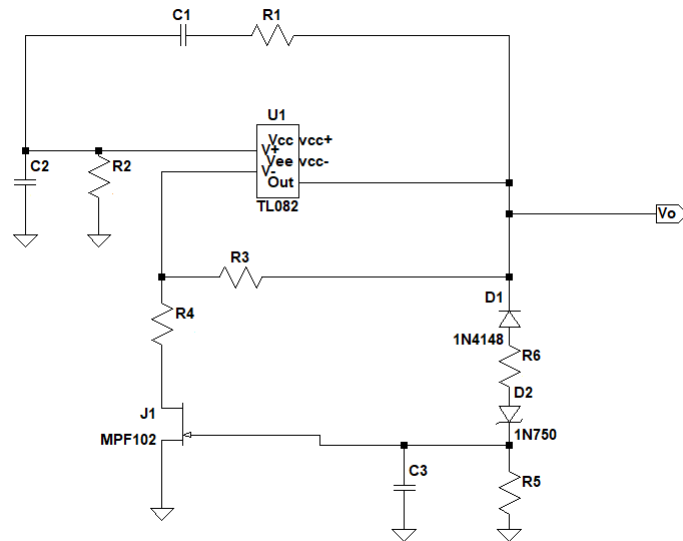 C1
R1
U1
Vcc vcc+
V+
Vee vcc-
V-
Out
TL082
C2
R2
Vo
R3
D1
R4
1N4148
R6
D2
J1
MPF102
1N750
C3
R5